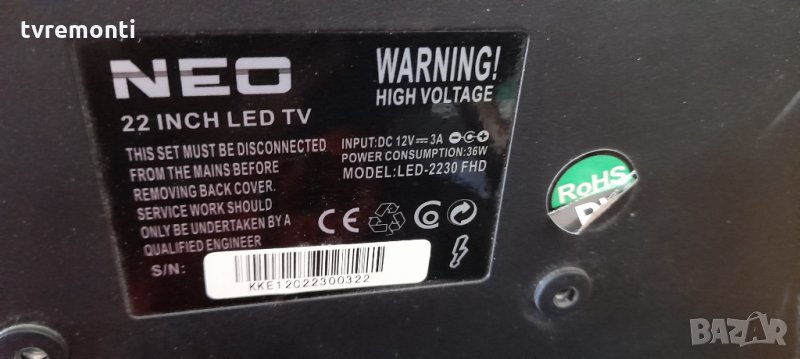 tvremonti
NEO
22 INCH LED TV
THIS SET MUST BE DISCONNECTED
FROM THE MAINS BEFORE
REMOVING BACK COVER.
SERVICE WORK SHOULD
ONLY BE UNDERTAKEN BY A
QUALIFIED ENGINEER
S/N:
KKE12022300322
WARNING!
HIGH VOLTAGE
INPUT:DC 12V⎓3A
POWER CONSUMPTION:36W
MODEL:LED-2230 FHD
CE
RoHS
BAZAR